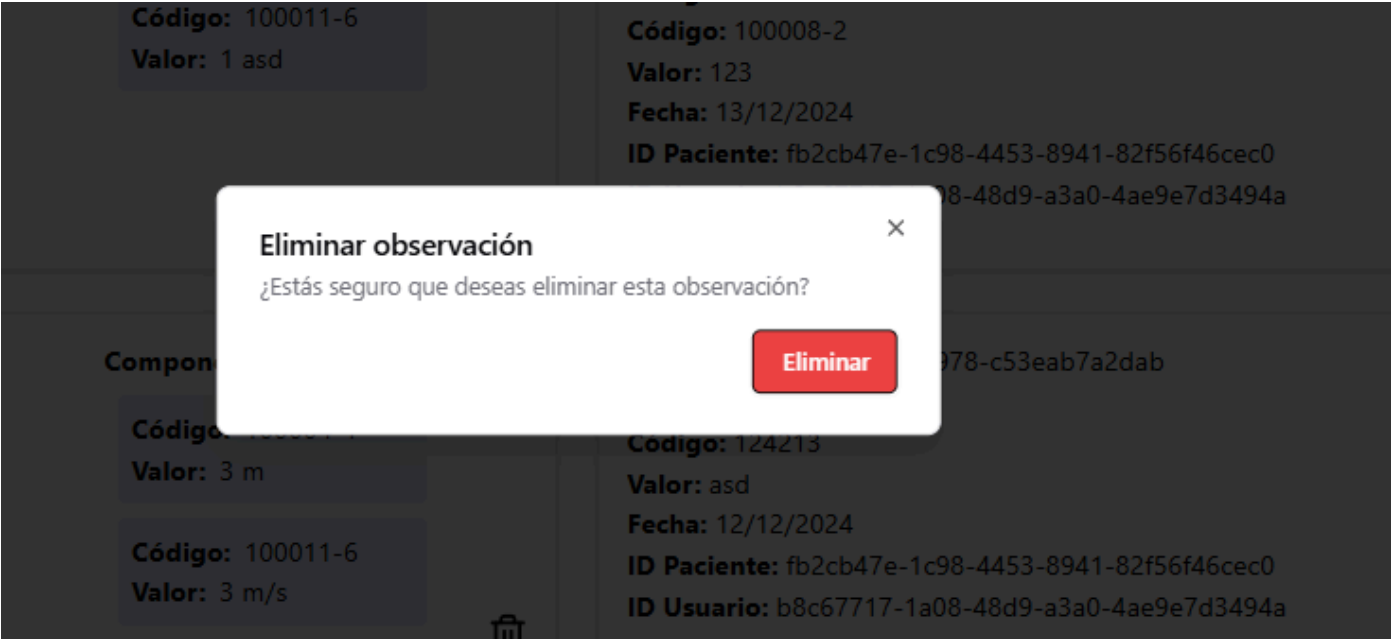 Código: 100011-6
Valor: 1 asd
Código: 100008-2
Valor: 123
Fecha: 13/12/2024
ID Paciente: fb2cb47e-1c98-4453-8941-82f56f46cec0
08-48d9-a3a0-4ae9e7d3494a
Eliminar observación
¿Estás seguro que deseas eliminar esta observación?
Eliminar
Compon
978-c53eab7a2dab
Código:
Valor: 3 m
Código: 100011-6
Valor: 3 m/s
Código: 124213
Valor: asd
Fecha: 12/12/2024
ID Paciente: fb2cb47e-1c98-4453-8941-82f56f46cec0
ID Usuario: b8c67717-1a08-48d9-a3a0-4ae9e7d3494a